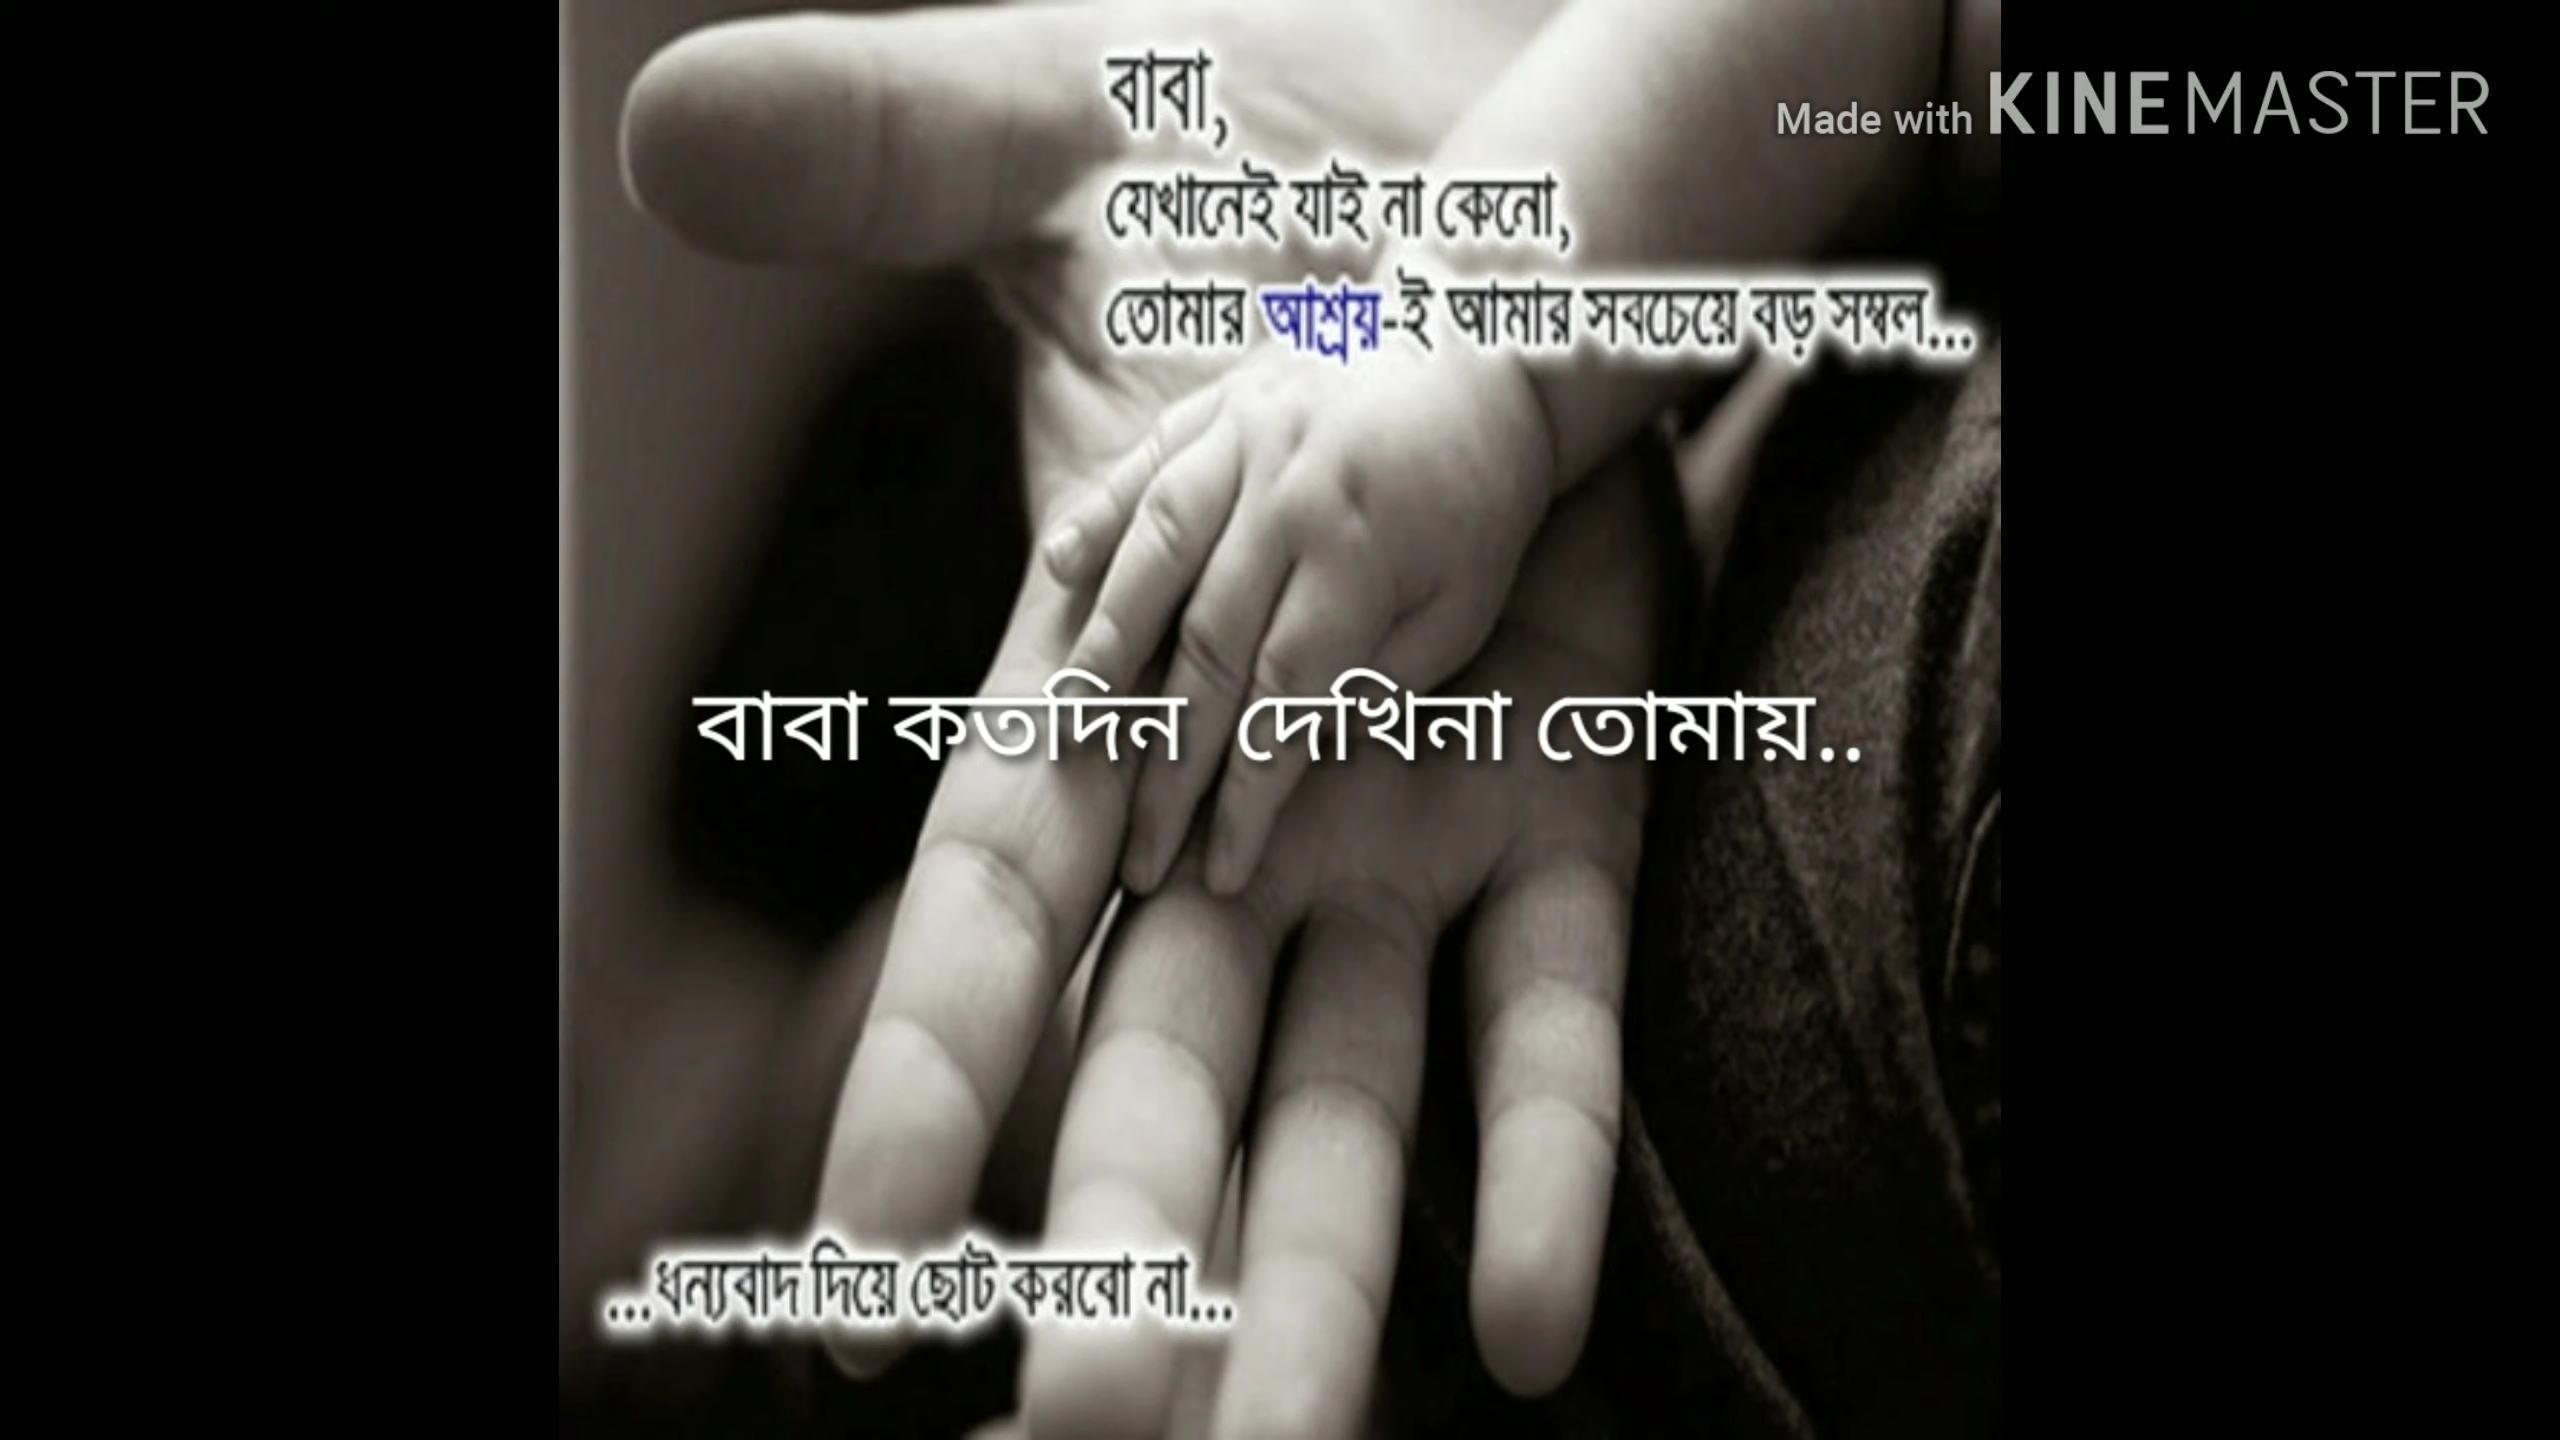 বাবা,
Made with KINEMASTER
যেখানেই যাই না কেনো,
তোমার আশ্রয়-ই আমার সবচেয়ে বড় সম্বল...
বাবা কতদিন দেখিনা তোমায়..
...ধন্যবাদ দিয়ে ছোট করবো না...